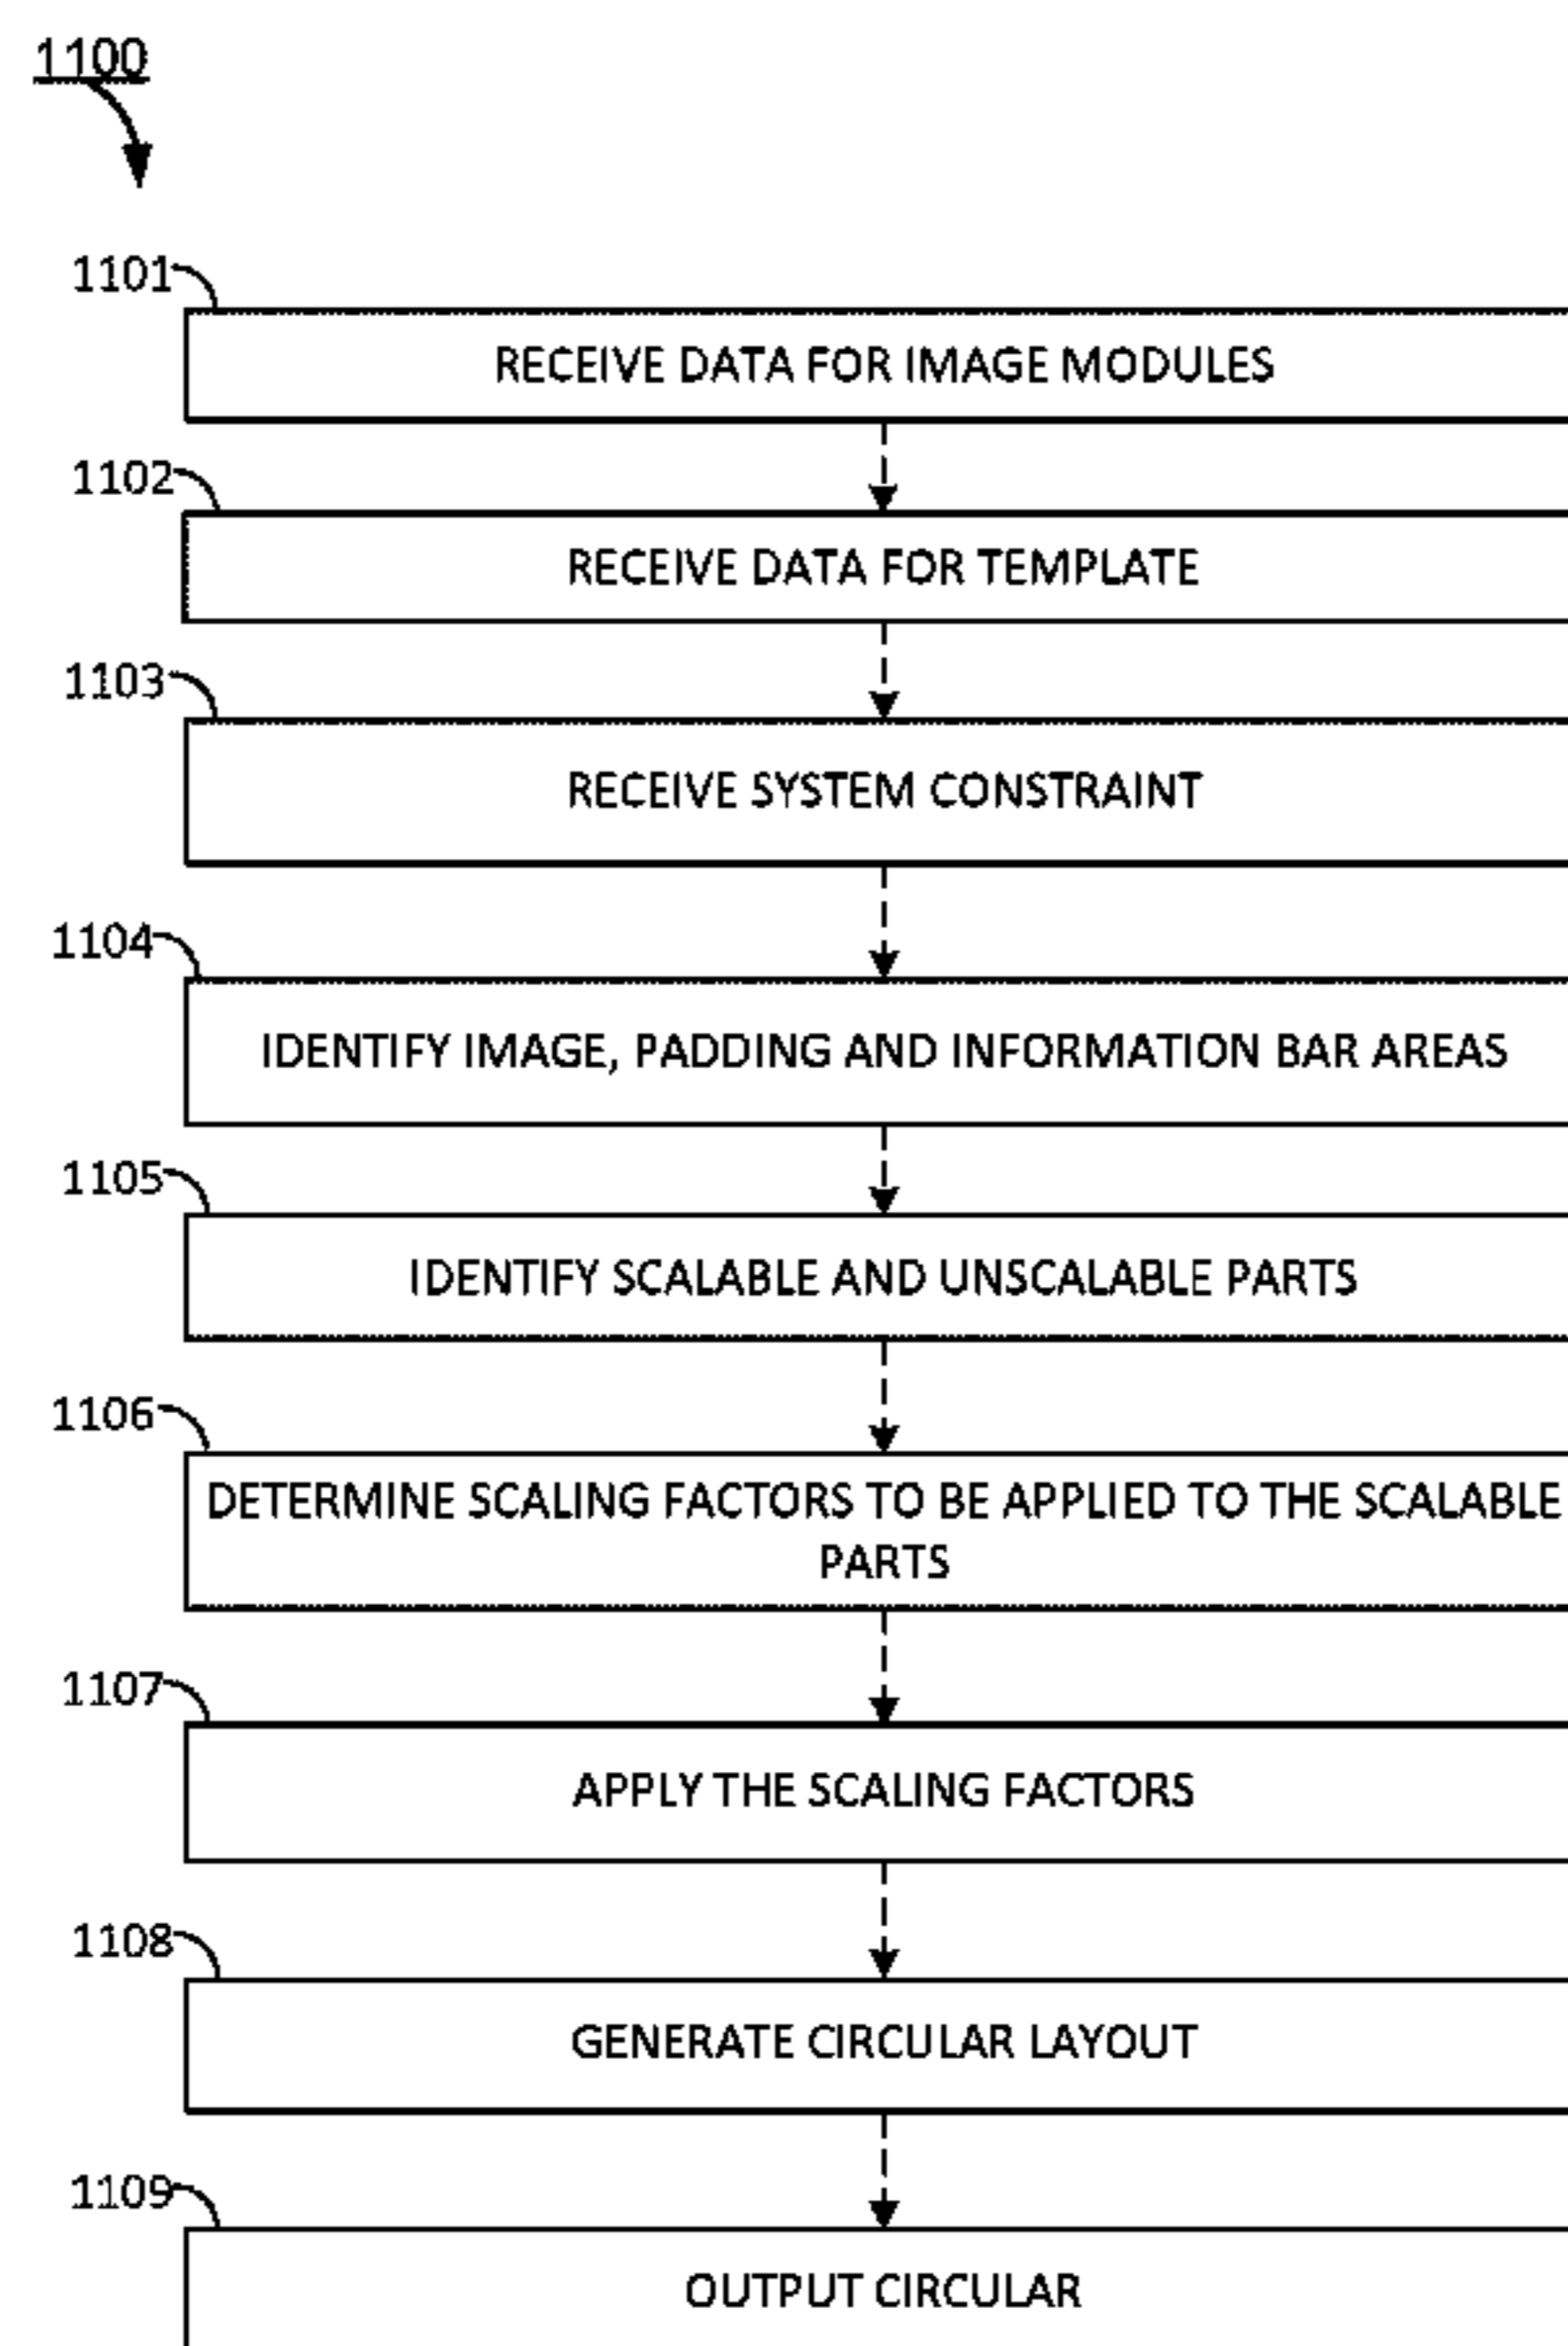 1100
1101
RECEIVE DATA FOR IMAGE MODULES
1102
RECEIVE DATA FOR TEMPLATE
1103
RECEIVE SYSTEM CONSTRAINT
1104
IDENTIFY IMAGE, PADDING AND INFORMATION BAR AREAS
1105
IDENTIFY SCALABLE AND UNSCALABLE PARTS
1106
DETERMINE SCALING FACTORS TO BE APPLIED TO THE SCALABLE
PARTS
1107
APPLY THE SCALING FACTORS
1108
GENERATE CIRCULAR LAYOUT
1109
OUTPUT CIRCULAR